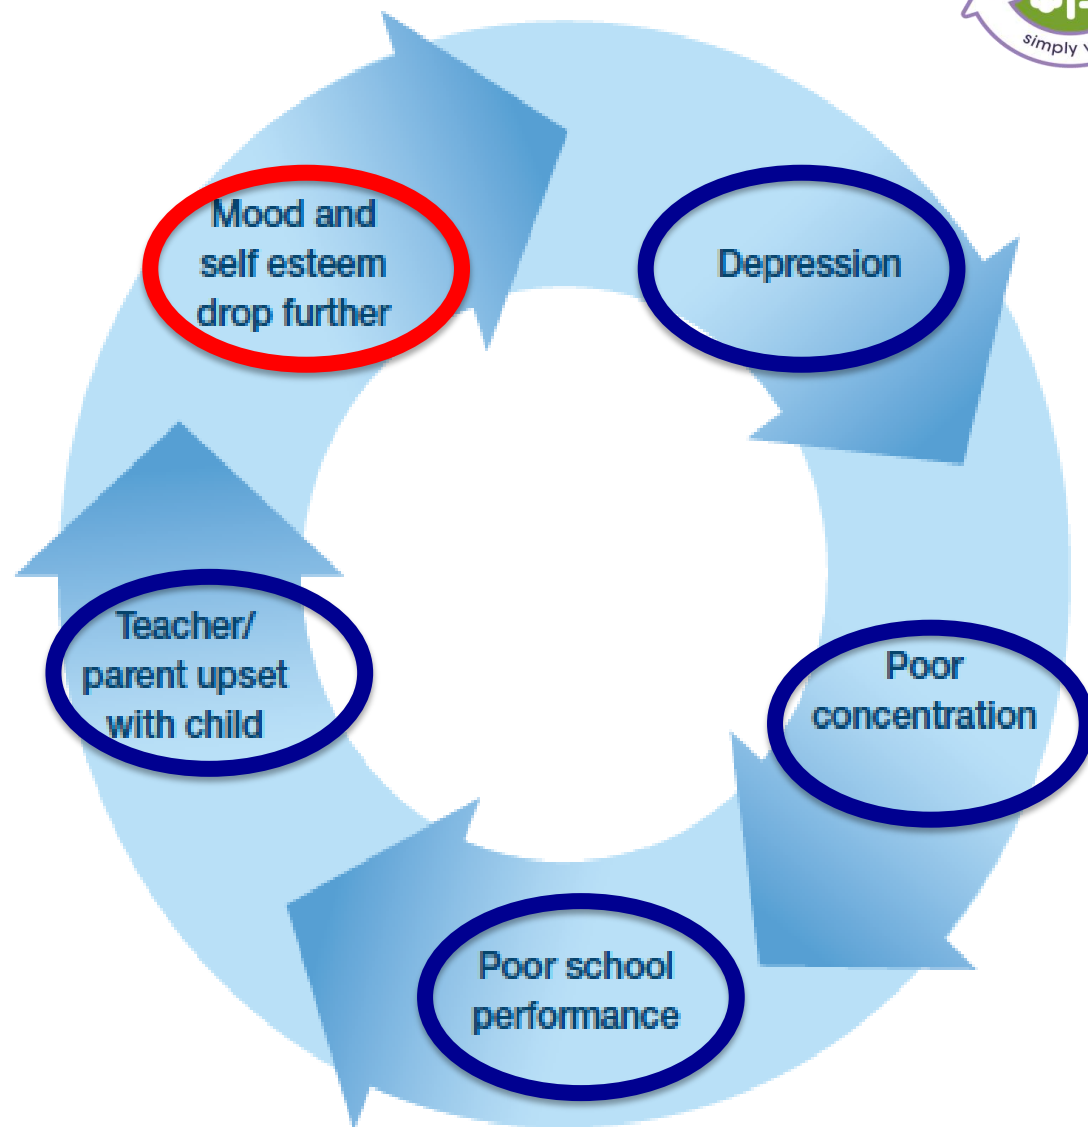 simply
Mood and
self esteem
drop further
Depression
Teacher/
parent upset
with child
Poor
concentration
Poor school
performance